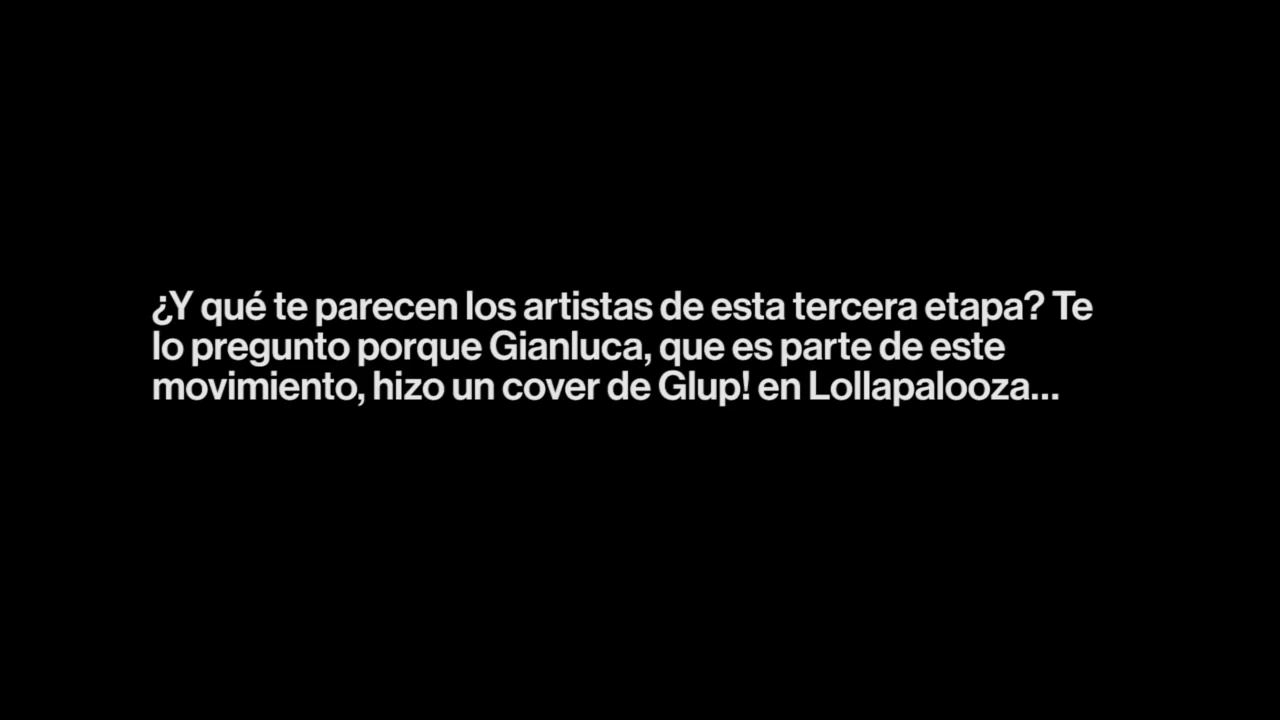 ¿Y qué te parecen los artistas de esta tercera etapa? Te
lo pregunto porque Gianluca, que es parte de este
movimiento, hizo un cover de Glup! en Lollapalooza...